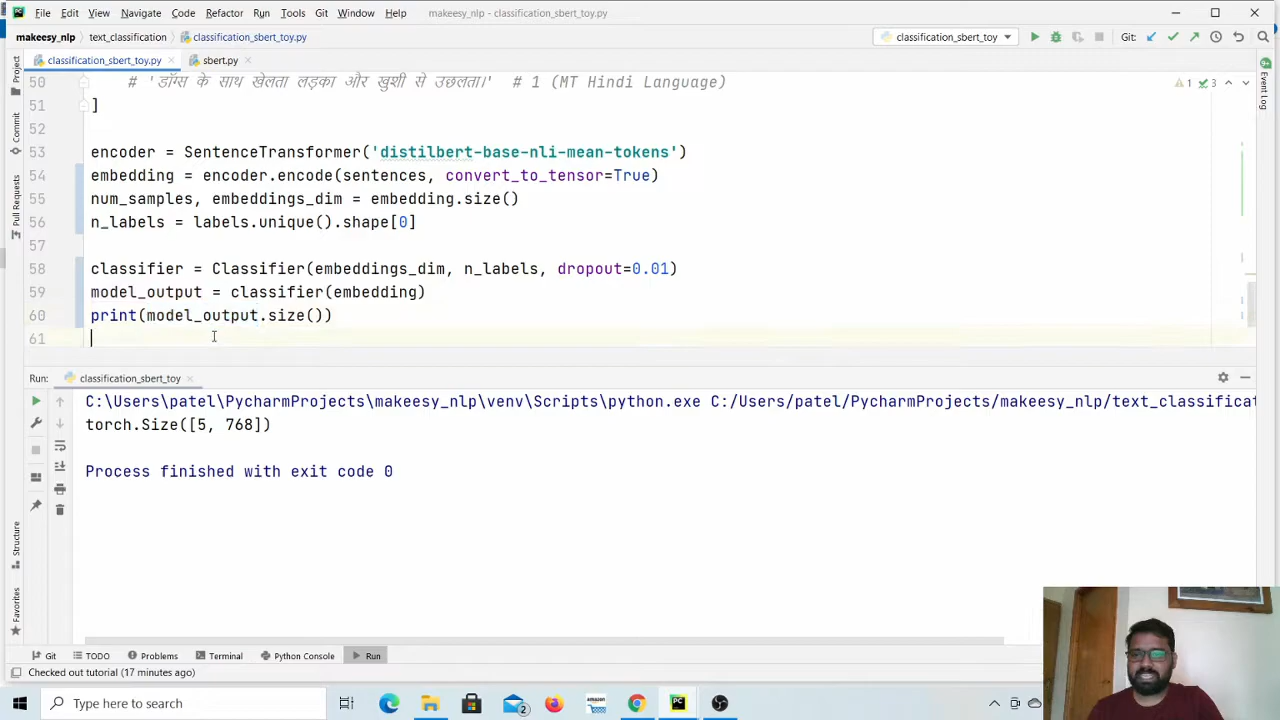 PC File Edit View Navigate Code Refactor Run Tools Git Window Help makeesy_nlp - classification_sbert_toy.py
makeesy_nlp text_classification classification_sbert_toy.py classification_sbert_toy Git:
classification_sbert_toy.py sbert.py
50 # 'डॉग्स के साथ खेलता लड़का और खुशी से उछलता।' # 1 (MT Hindi Language) 1 3
51 ]
52
53 encoder = SentenceTransformer('distilbert-base-nli-mean-tokens')
54 embedding = encoder.encode(sentences, convert_to_tensor=True)
55 num_samples, embeddings_dim = embedding.size()
56 n_labels = labels.unique().shape[0]
57
58 classifier = Classifier(embeddings_dim, n_labels, dropout=0.01)
59 model_output = classifier(embedding)
60 print(model_output.size())
61
Project
Commit
Pull Requests
Structure
Favorites
Event Log
Run: classification_sbert_toy
C:\Users\patel\PycharmProjects\makeesy_nlp\venv\Scripts\python.exe C:/Users/patel/PycharmProjects/makeesy_nlp/text_classificat
torch.Size([5, 768])
Process finished with exit code 0
Git TODO Problems Terminal Python Console Run
Checked out tutorial (17 minutes ago)
Type here to search 2 amazon PC